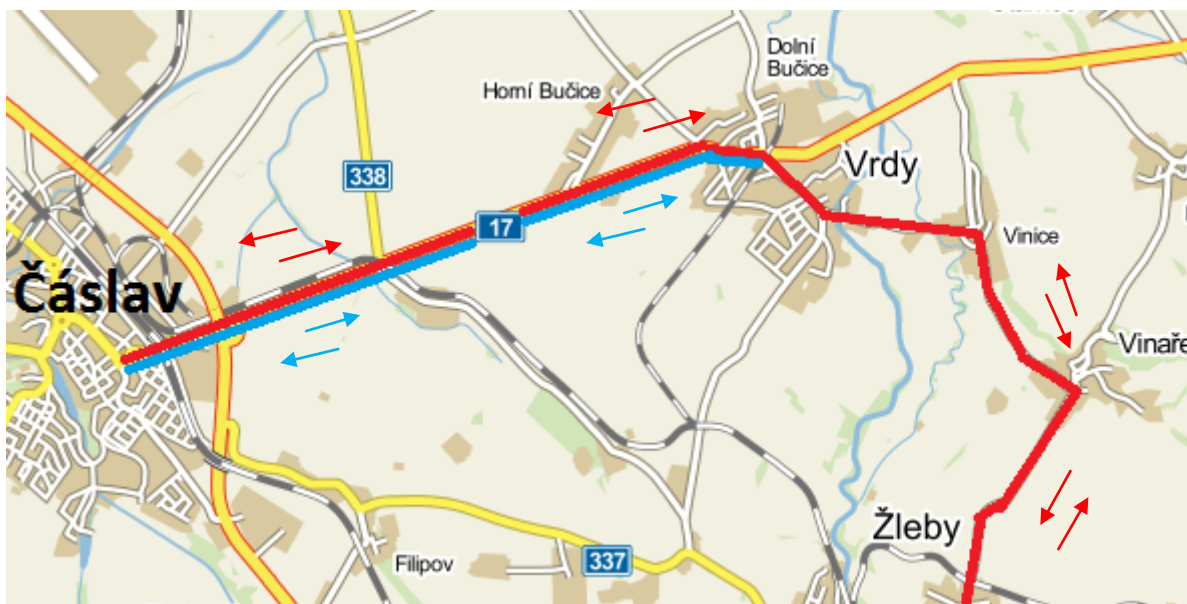 Dolní
Bučice
Horní Bučice
Vrdy
338
17
Vinice
Čáslav
Vinaře
Žleby
Filipov
337